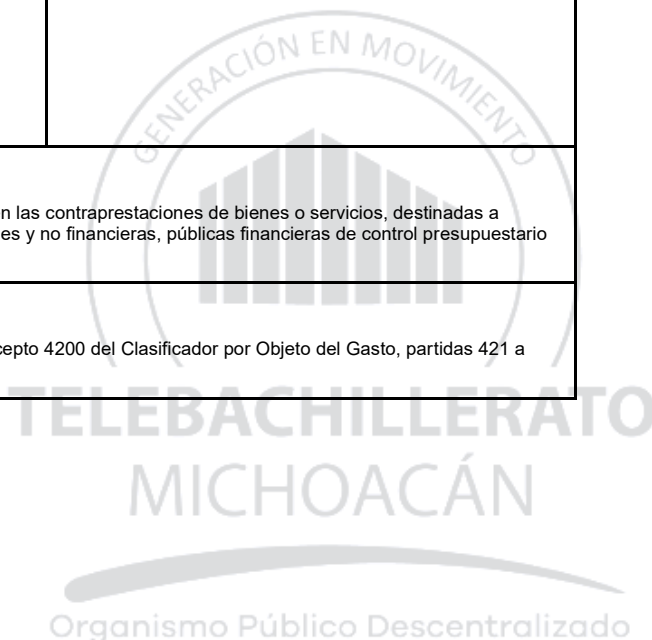 GENERACIÓN EN MOVIMIENTO
n las contraprestaciones de bienes o servicios, destinadas a
es y no financieras, públicas financieras de control presupuestario
cepto 4200 del Clasificador por Objeto del Gasto, partidas 421 a
TELEBACHILLERATO
MICHOACÁN
Organismo Público Descentralizado